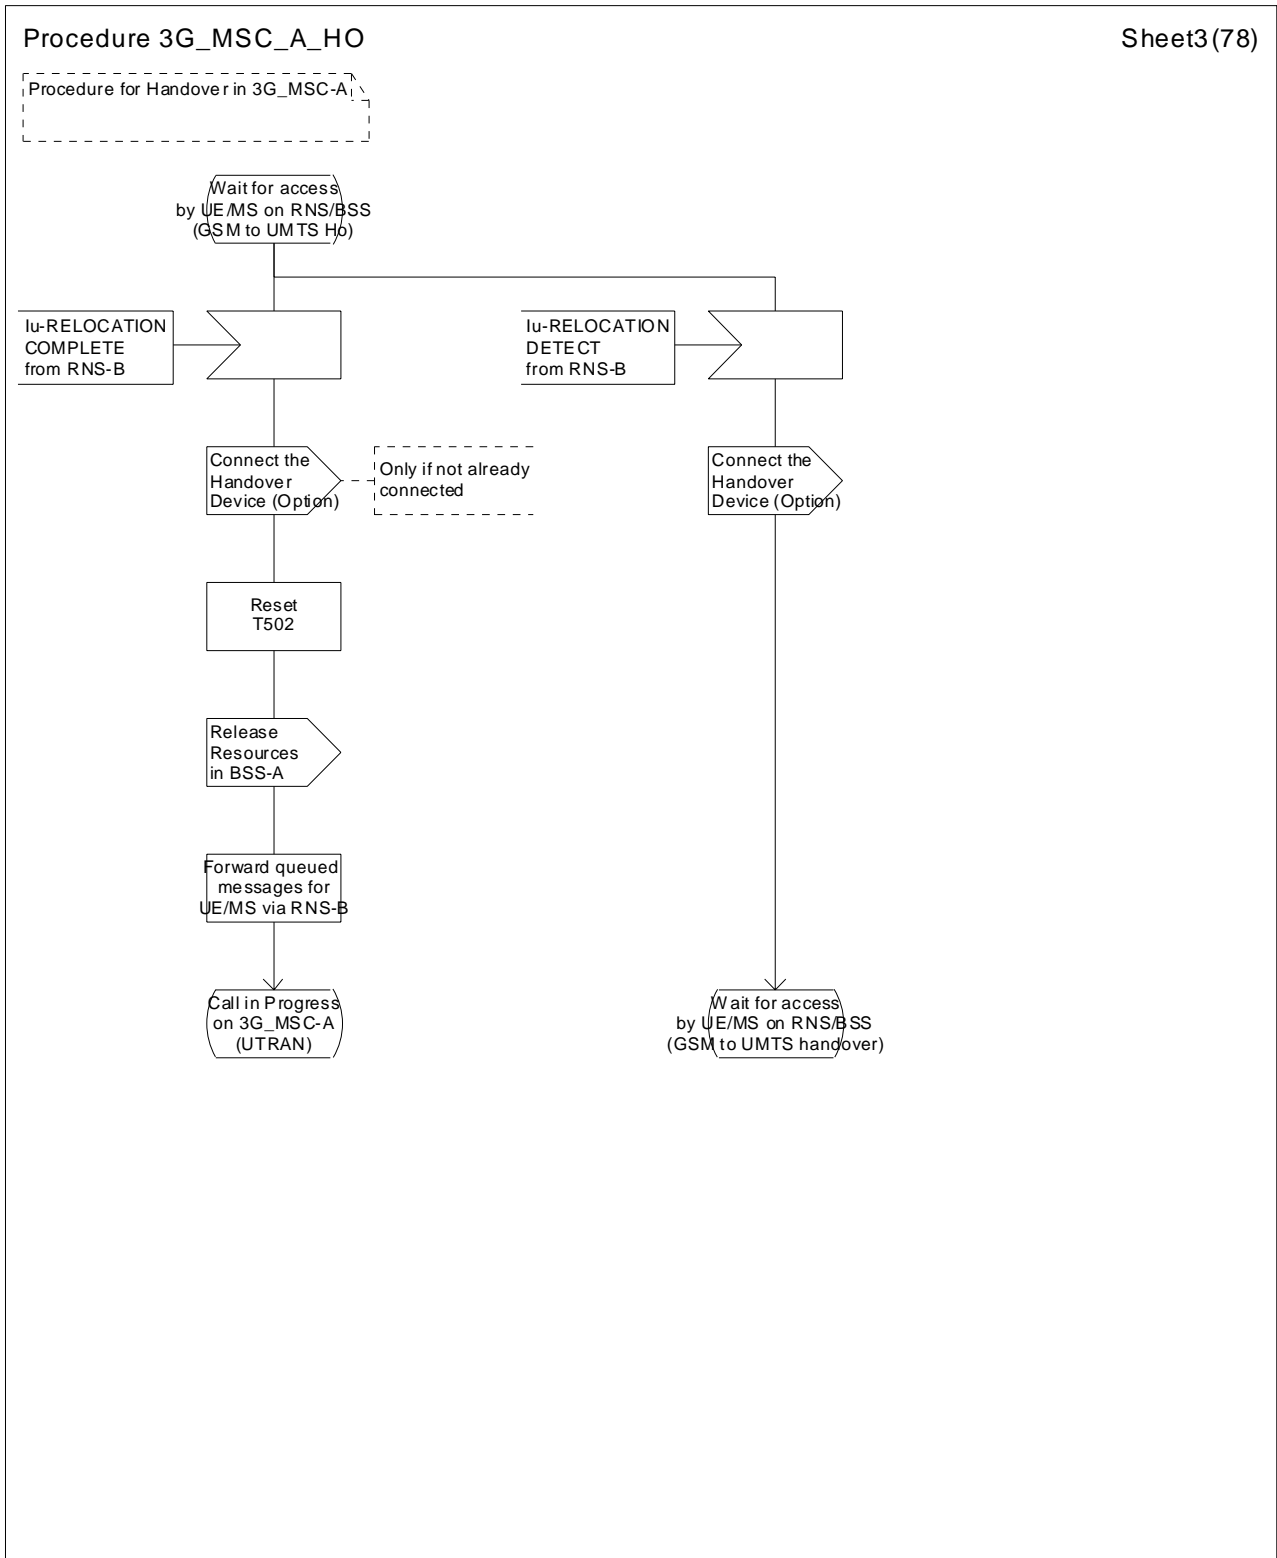 Procedure 3G_MSC_A_HO
Sheet3(78)
Procedure for Handover in 3G_MSC-A
Wait for access
by UE/MS on RNS/BSS
(GSM to UMTS Ho)
Iu-RELOCATION
COMPLETE
from RNS-B
Iu-RELOCATION
DETECT
from RNS-B
Connect the
Handover
Device (Option)
Only if not already
connected
Connect the
Handover
Device (Option)
Reset
T502
Release
Resources
in BSS-A
Forward queued
messages for
UE/MS via RNS-B
Call in Progress
on 3G_MSC-A
(UTRAN)
Wait for access
by UE/MS on RNS/BSS
(GSM to UMTS handover)